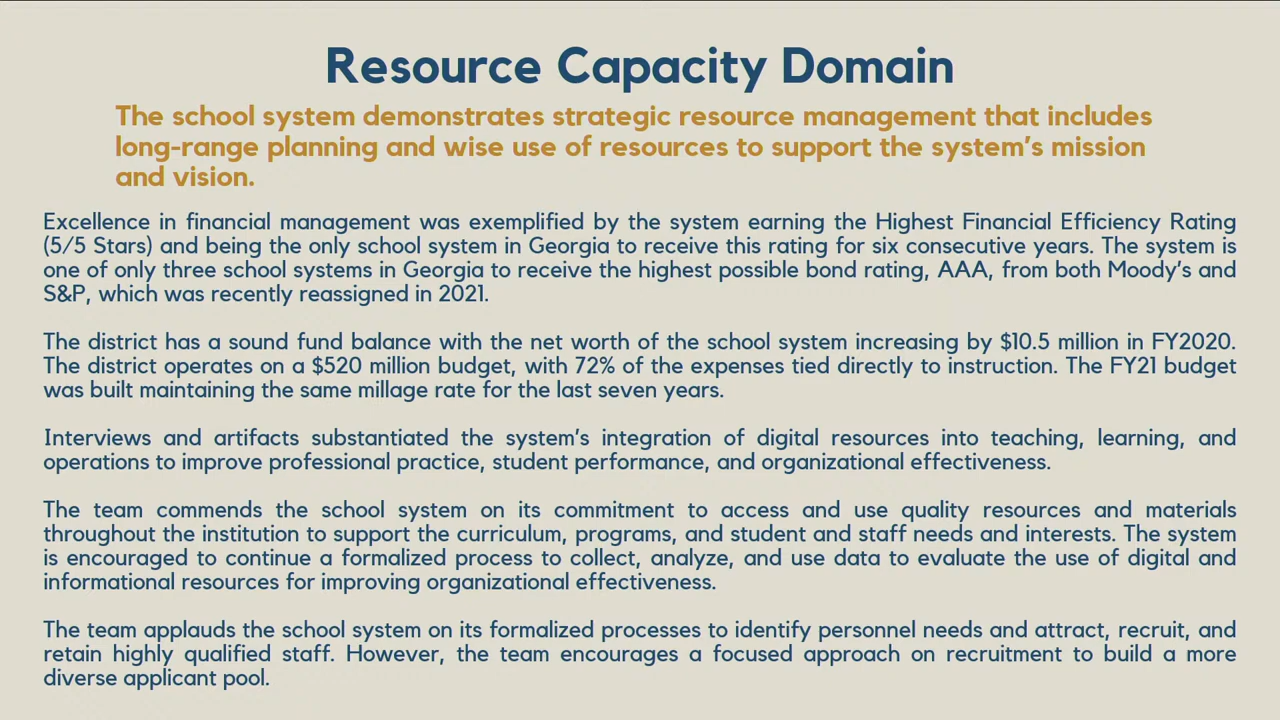 Resource Capacity Domain
The school system demonstrates strategic resource management that includes
long-range planning and wise use of resources to support the system's mission
and vision.
Excellence in financial management was exemplified by the system earning the Highest Financial Efficiency Rating
(5/5 Stars) and being the only school system in Georgia to receive this rating for six consecutive years. The system is
one of only three school systems in Georgia to receive the highest possible bond rating, AAA, from both Moody's and
S&P, which was recently reassigned in 2021.
The district has a sound fund balance with the net worth of the school system increasing by $10.5 million in FY2020.
The district operates on a $520 million budget, with 72% of the expenses tied directly to instruction. The FY21 budget
was built maintaining the same millage rate for the last seven years.
Interviews and artifacts substantiated the system's integration of digital resources into teaching, learning, and
operations to improve professional practice, student performance, and organizational effectiveness.
The team commends the school system on its commitment to access and use quality resources and materials
throughout the institution to support the curriculum, programs, and student and staff needs and interests. The system
is encouraged to continue a formalized process to collect, analyze, and use data to evaluate the use of digital and
informational resources for improving organizational effectiveness.
The team applauds the school system on its formalized processes to identify personnel needs and attract, recruit, and
retain highly qualified staff. However, the team encourages a focused approach on recruitment to build a more
diverse applicant pool.